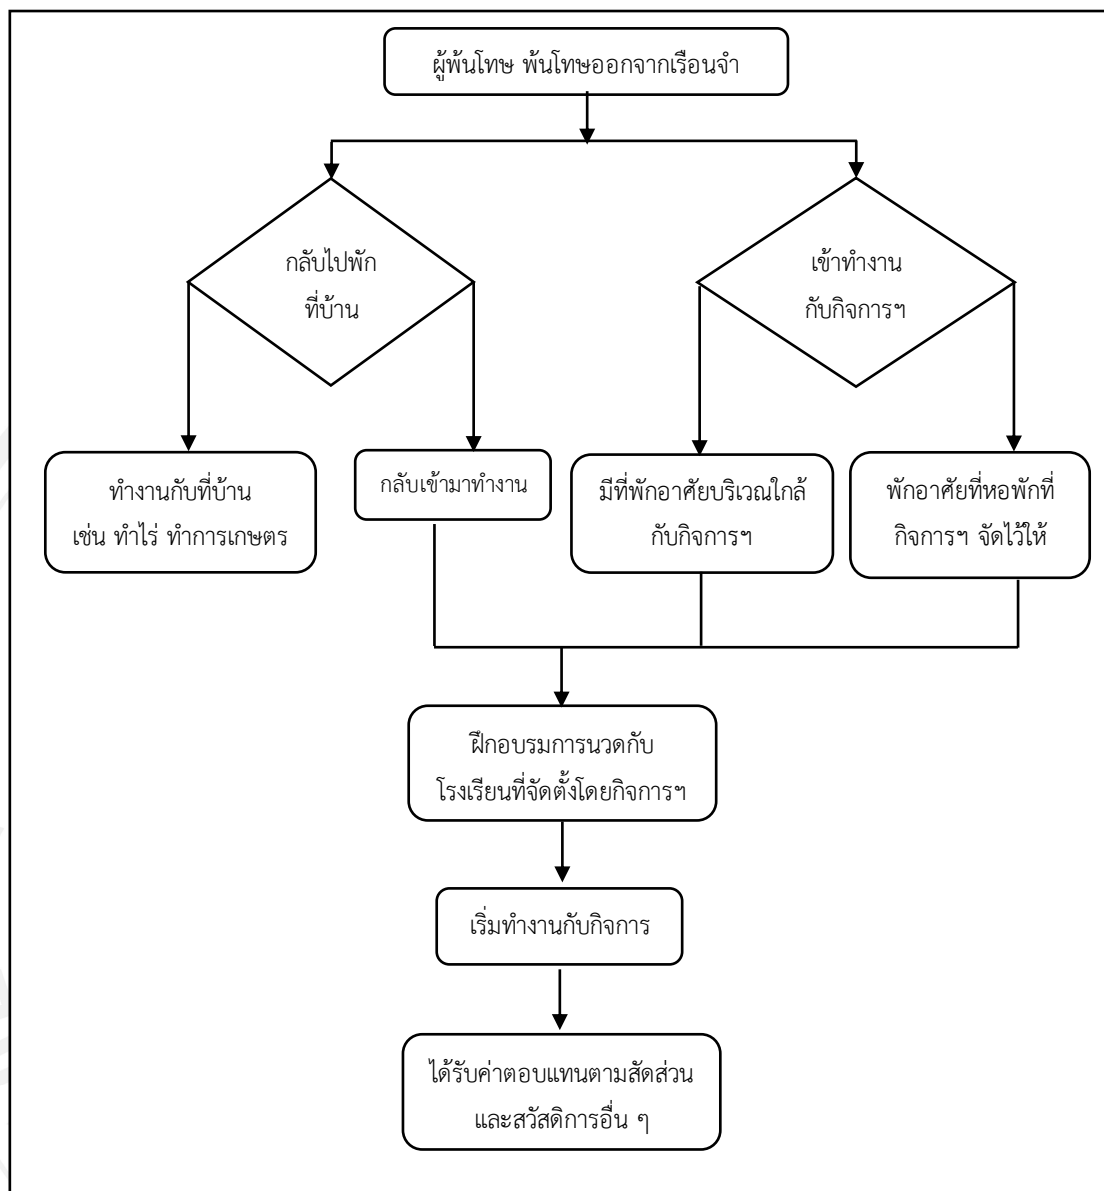 ผู้พ้นโทษ พ้นโทษออกจากเรือนจำ
กลับไปพัก
ที่บ้าน
เข้าทำงาน
กับกิจการฯ
ทำงานกับที่บ้าน
เช่น ทำไร่ ทำการเกษตร
กลับเข้ามาทำงาน
มีที่พักอาศัยบริเวณใกล้
กับกิจการฯ
พักอาศัยที่หอพักที่
กิจการฯ จัดไว้ให้
ฝึกอบรมการนวดกับ
โรงเรียนที่จัดตั้งโดยกิจการฯ
เริ่มทำงานกับกิจการ
ได้รับค่าตอบแทนตามสัดส่วน
และสวัสดิการอื่น ๆ